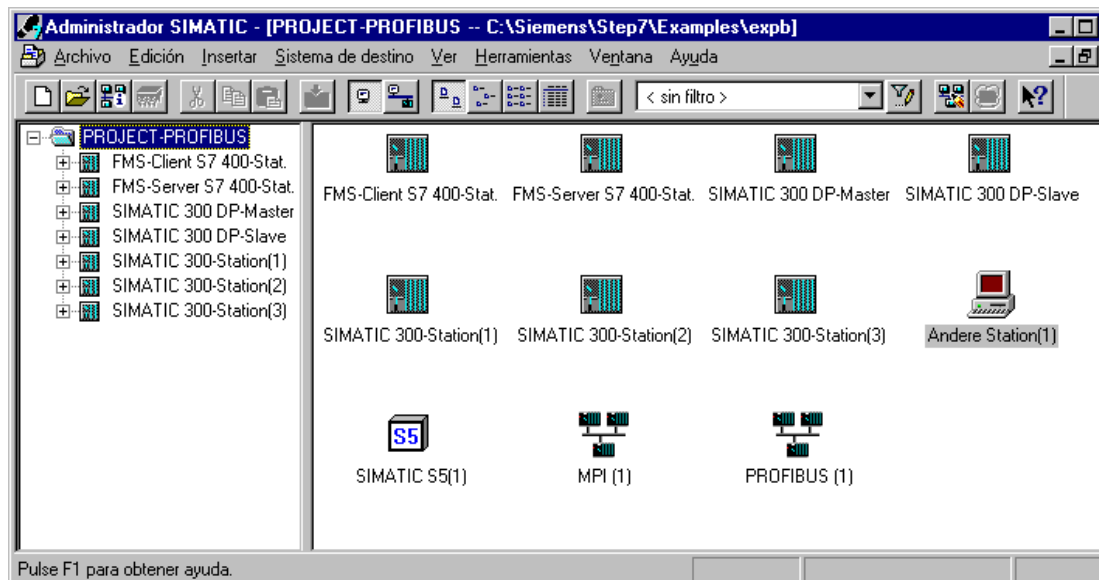 Administrador SIMATIC - [PROJECT-PROFIBUS -- C:\Siemens\Step7\Examples\expb]
Archivo Edición Insertar Sistema de destino Ver Herramientas Ventana Ayuda
< sin filtro >
PROJECT-PROFIBUS
FMS-Client S7 400-Stat.
FMS-Server S7 400-Stat.
SIMATIC 300 DP-Master
SIMATIC 300 DP-Slave
SIMATIC 300-Station(1)
SIMATIC 300-Station(2)
SIMATIC 300-Station(3)
FMS-Client S7 400-Stat. FMS-Server S7 400-Stat. SIMATIC 300 DP-Master SIMATIC 300 DP-Slave
SIMATIC 300-Station(1) SIMATIC 300-Station(2) SIMATIC 300-Station(3) Andere Station(1)
S5
SIMATIC S5(1) MPI (1) PROFIBUS (1)
Pulse F1 para obtener ayuda.